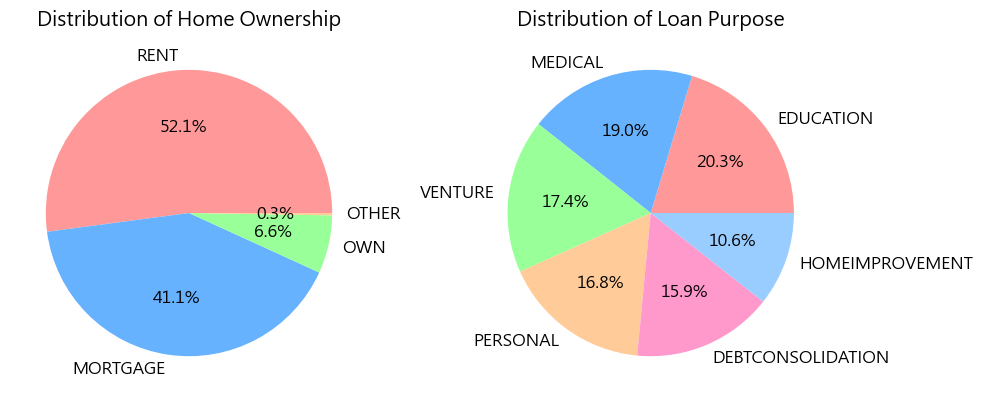 Distribution of Home Ownership
RENT
52.1%
0.3%
OTHER
6.6%
OWN
41.1%
MORTGAGE
Distribution of Loan Purpose
MEDICAL
EDUCATION
19.0%
20.3%
VENTURE
17.4%
10.6%
HOMEIMPROVEMENT
16.8%
15.9%
PERSONAL
DEBTCONSOLIDATION